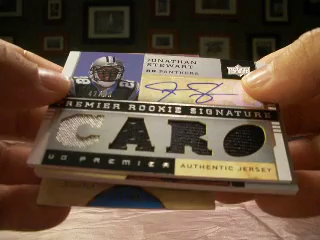 JONATHAN
STEWART
RB PANTHERS
PREMIER ROOKIE SIGNATURE
CARO
UD PREMIER
AUTHENTIC JERSEY